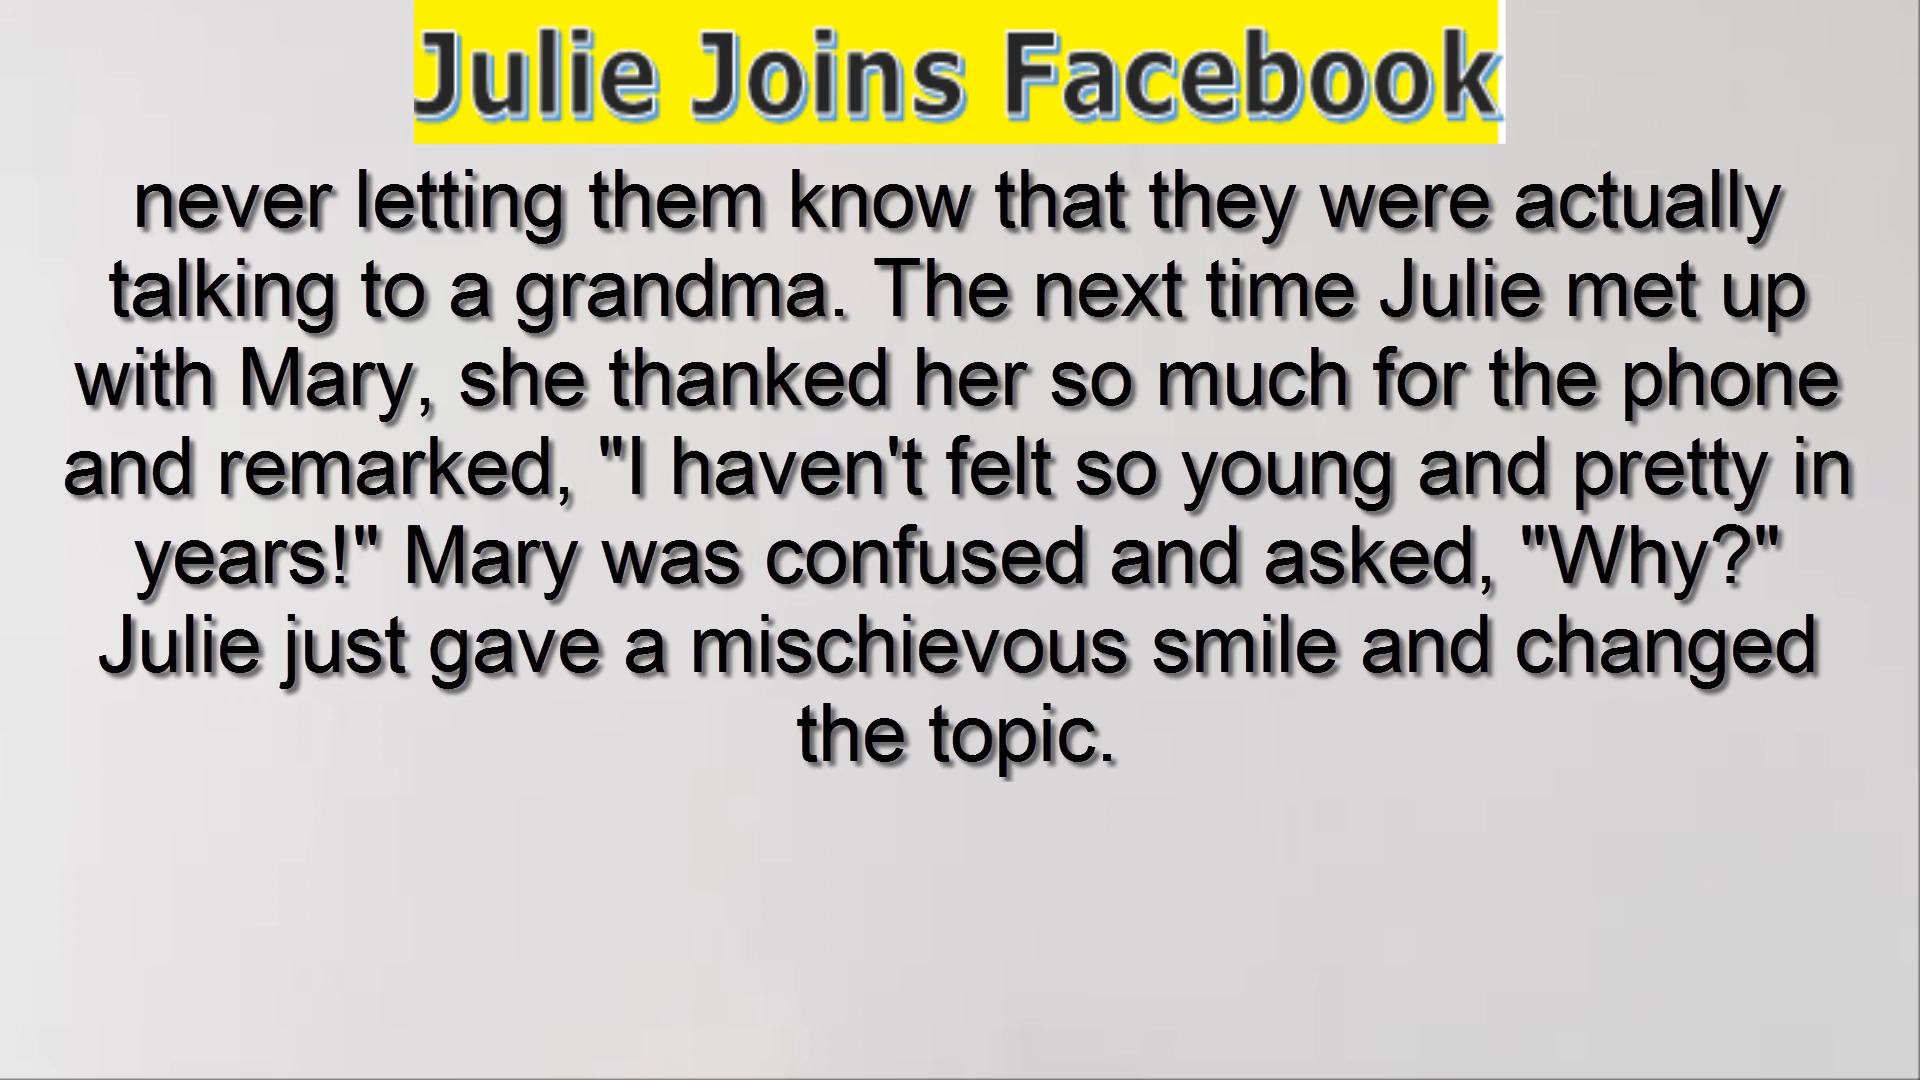 Julie Joins Facebook
never letting them know that they were actually
talking to a grandma. The next time Julie met up
with Mary, she thanked her so much for the phone
and remarked, "I haven't felt so young and pretty in
years!" Mary was confused and asked, "Why?"
Julie just gave a mischievous smile and changed
the topic.